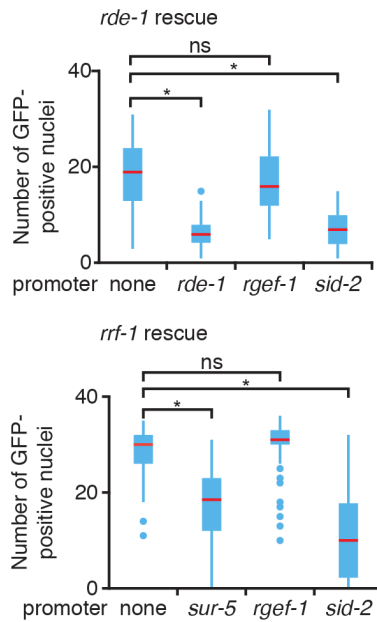 rde-1 rescue
ns
*
*
40
20
0
Number of GFP-
positive nuclei
promoter none rde-1 rgef-1 sid-2
rrf-1 rescue
ns
*
*
40
20
0
Number of GFP-
positive nuclei
promoter none sur-5 rgef-1 sid-2